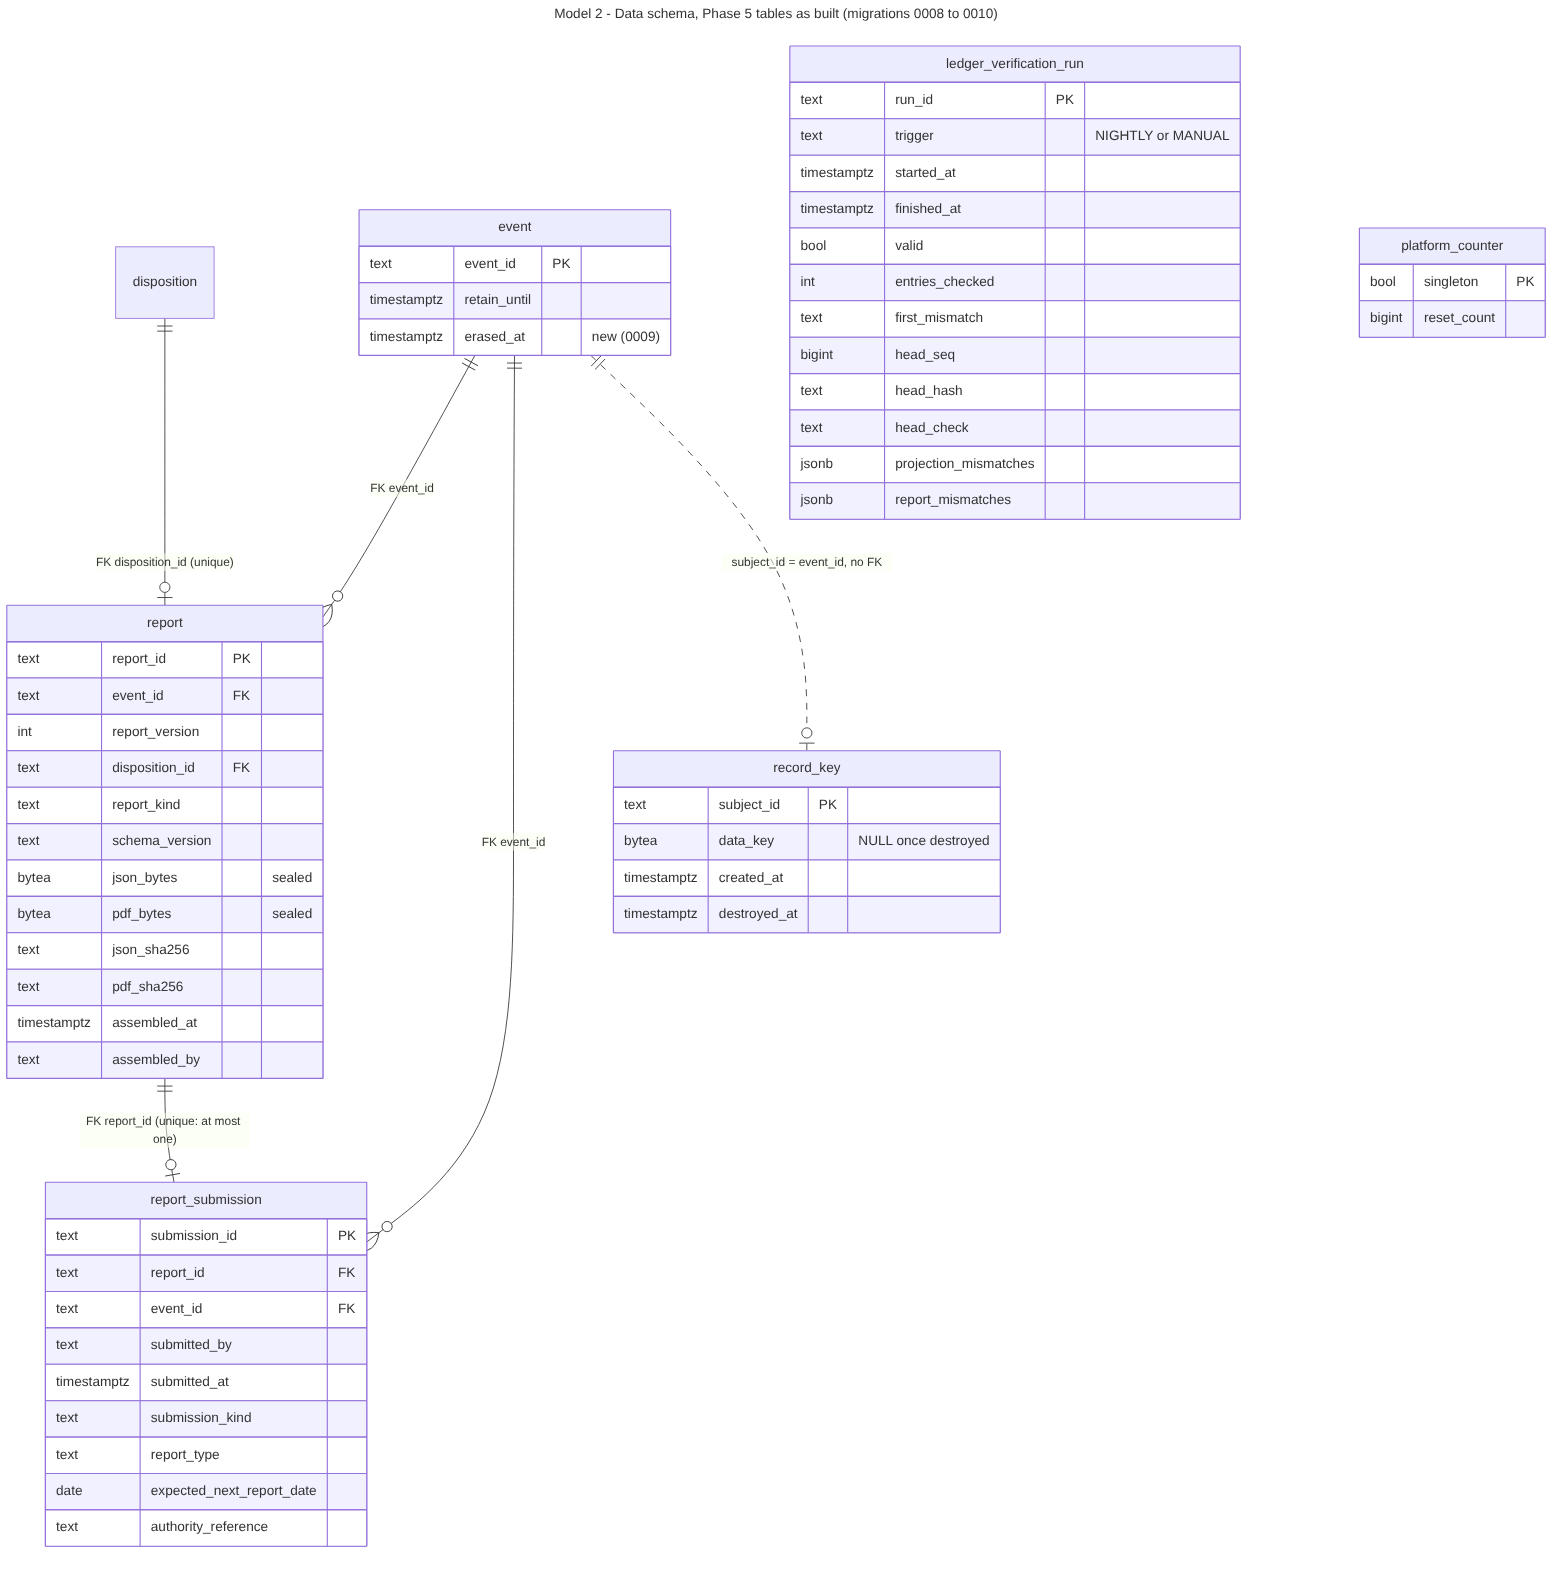 Model 2 - Data schema, Phase 5 tables as built (migrations 0008 to 0010)
ledger_verification_run
text run_id PK
text trigger NIGHTLY or MANUAL
timestamptz started_at
timestamptz finished_at
bool valid
int entries_checked
text first_mismatch
bigint head_seq
text head_hash
text head_check
jsonb projection_mismatches
jsonb report_mismatches
platform_counter
bool singleton PK
bigint reset_count
event
text event_id PK
timestamptz retain_until
timestamptz erased_at new (0009)
disposition
FK event_id
FK disposition_id (unique)
subject_id = event_id, no FK
report
text report_id PK
text event_id FK
int report_version
text disposition_id FK
text report_kind
text schema_version
bytea json_bytes sealed
bytea pdf_bytes sealed
text json_sha256
text pdf_sha256
timestamptz assembled_at
text assembled_by
FK event_id
record_key
text subject_id PK
bytea data_key NULL once destroyed
timestamptz created_at
timestamptz destroyed_at
FK report_id (unique: at most
one)
report_submission
text submission_id PK
text report_id FK
text event_id FK
text submitted_by
timestamptz submitted_at
text submission_kind
text report_type
date expected_next_report_date
text authority_reference